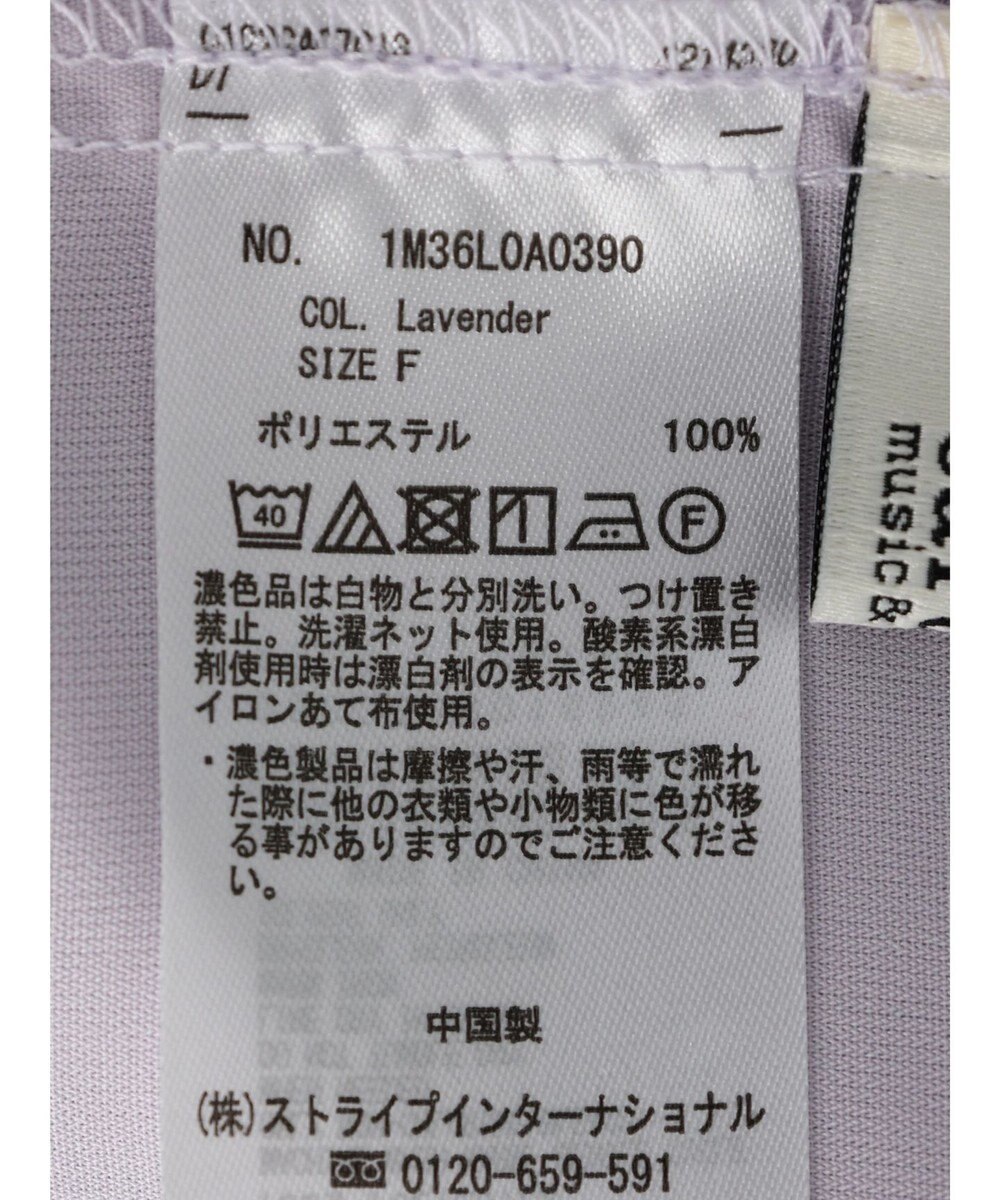 NO. 1M36L0A0390
COL. Lavender
SIZE F
ポリエステル 100%
40
F
濃色品は白物と分別洗い。つけ置き
禁止。洗濯ネット使用。酸素系漂白
剤使用時は漂白剤の表示を確認。ア
イロンあて布使用。
・濃色製品は摩擦や汗、雨等で濡れ
た際に他の衣類や小物類に色が移
る事がありますのでご注意くださ
い。
中国製
(株)ストライプインターナショナル
0120-659-591
music&